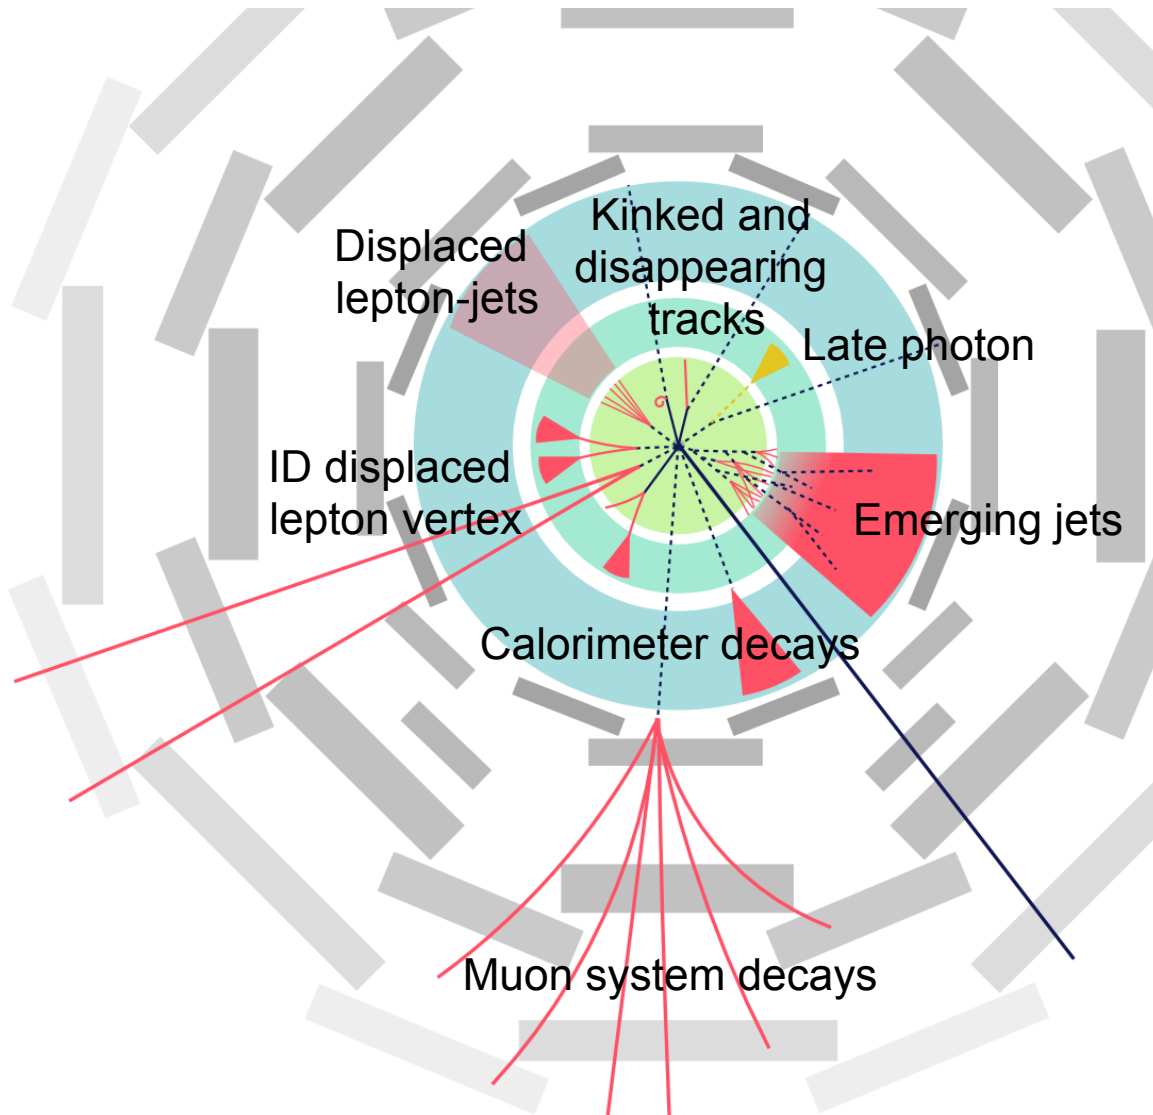 Kinked and
disappearing
tracks
Displaced
lepton-jets
Late photon
ID displaced
lepton vertex
Emerging jets
Calorimeter decays
Muon system decays